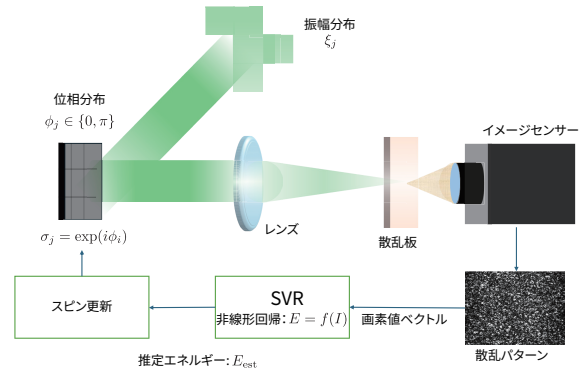 振幅分布
ξ_j
位相分布
ϕ_j ∈ {0, π}
イメージセンサー
レンズ
散乱板
σ_j = exp(iϕ_i)
スピン更新
SVR
非線形回帰：E = f(I)
画素値ベクトル
散乱パターン
推定エネルギー：E_est